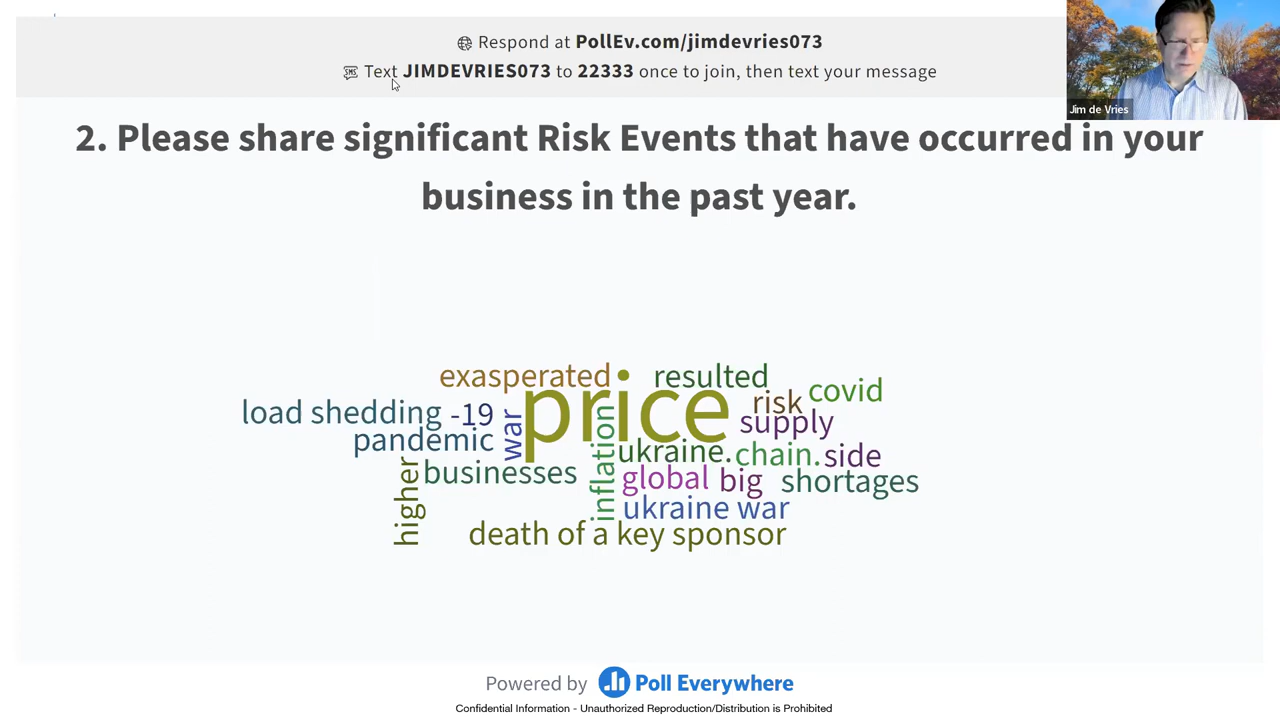 Respond at PollEv.com/jimdevries073
Text JIMDEVRIES073 to 22333 once to join, then text your message
Jim de Vries
2. Please share significant Risk Events that have occurred in your
business in the past year.
exasperated
resulted
covid
price
risk
load shedding
-19
war
supply
pandemic
inflation
ukraine.
chain.
side
businesses
global
big
shortages
higher
ukraine war
death of a key sponsor
Powered by Poll Everywhere
Confidential Information - Unauthorized Reproduction/Distribution is Prohibited